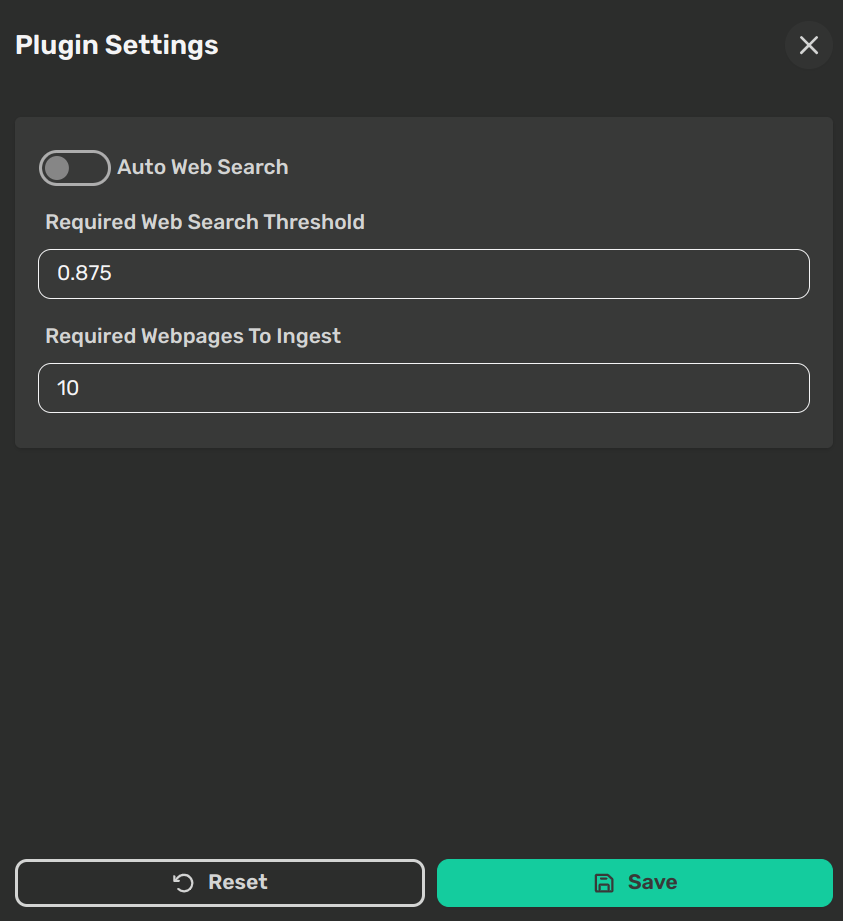 Plugin Settings
Auto Web Search
Required Web Search Threshold
0.875
Required Webpages To Ingest
10
Reset
Save